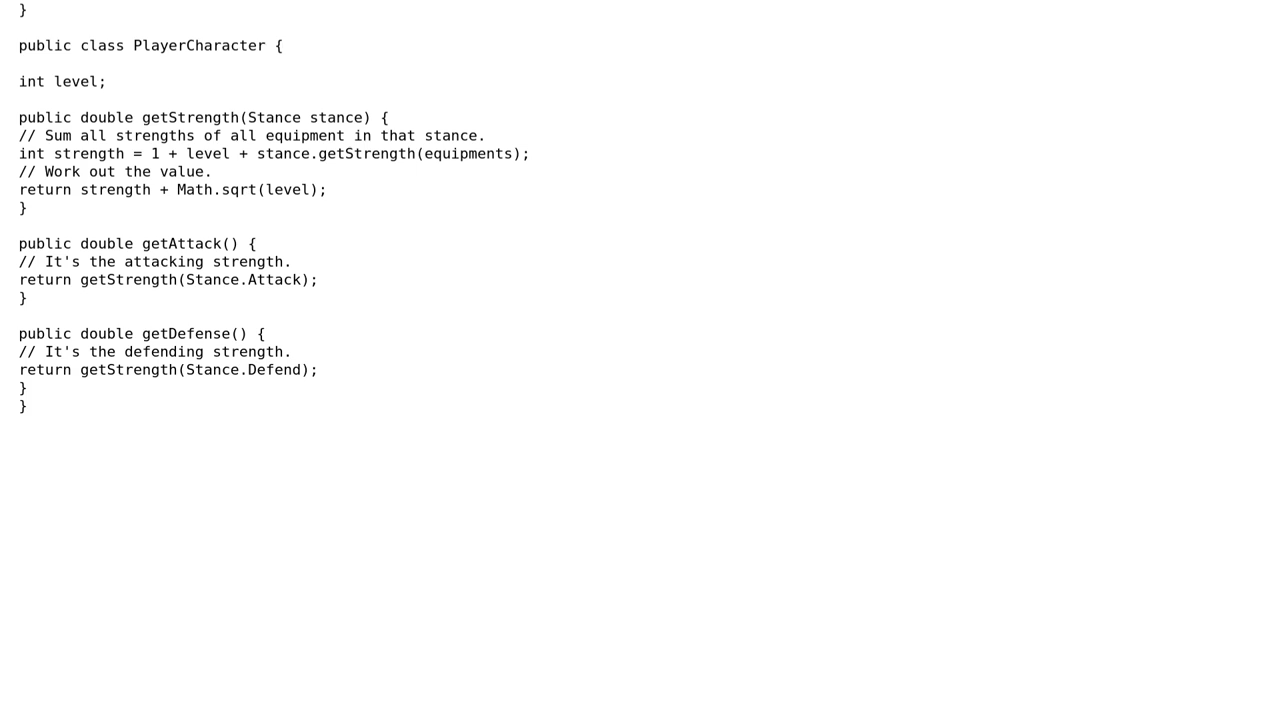 }
public class PlayerCharacter {
int level;
public double getStrength(Stance stance) {
// Sum all strengths of all equipment in that stance.
int strength = 1 + level + stance.getStrength(equipments);
// Work out the value.
return strength + Math.sqrt(level);
}
public double getAttack() {
// It's the attacking strength.
return getStrength(Stance.Attack);
}
public double getDefense() {
// It's the defending strength.
return getStrength(Stance.Defend);
}
}